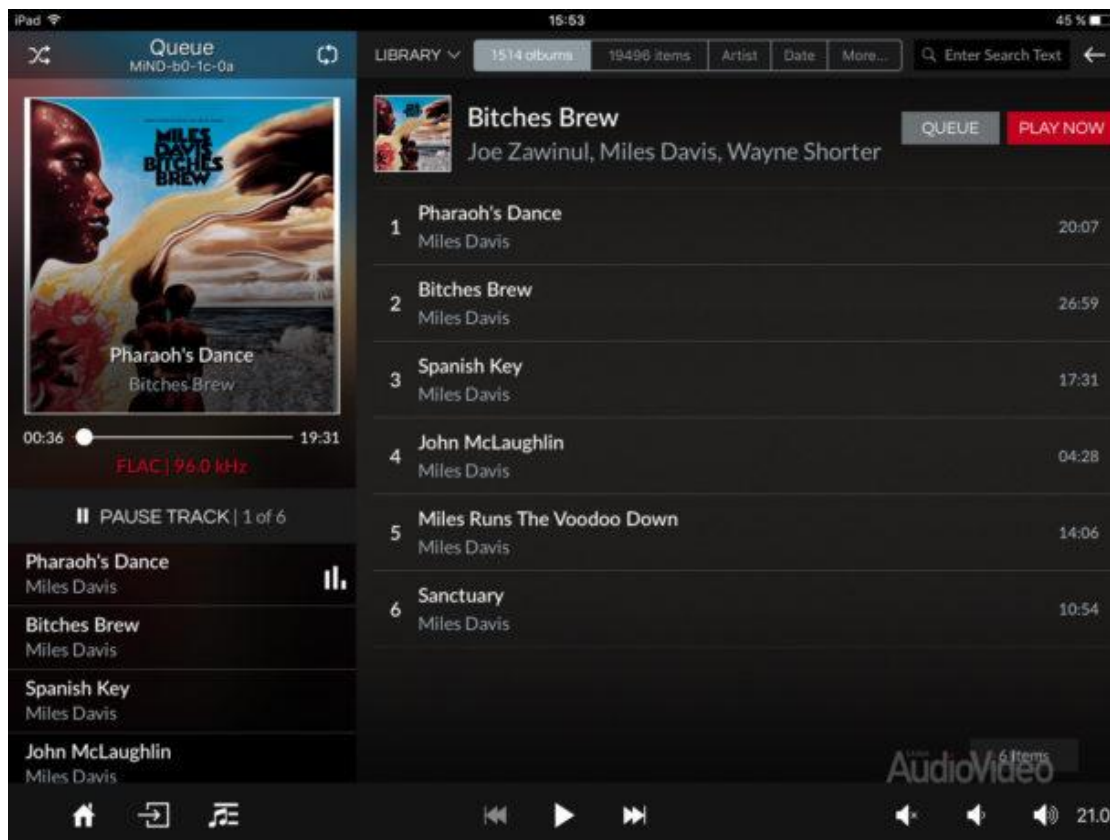 iPad 15:53 45 %
Queue
MiND-b0-1c-0a
MILES
DAVIS
BITCHES
BREW
Pharaoh's Dance
Bitches Brew
00:36 19:31
FLAC | 96.0 kHz
PAUSE TRACK | 1 of 6
Pharaoh's Dance
Miles Davis
Bitches Brew
Miles Davis
Spanish Key
Miles Davis
John McLaughlin
Miles Davis
LIBRARY 1514 albums 19496 items Artist Date More... Enter Search Text
Bitches Brew
Joe Zawinul, Miles Davis, Wayne Shorter
QUEUE PLAY NOW
1 Pharaoh's Dance 20:07
Miles Davis
2 Bitches Brew 26:59
Miles Davis
3 Spanish Key 17:31
Miles Davis
4 John McLaughlin 04:28
Miles Davis
5 Miles Runs The Voodoo Down 14:06
Miles Davis
6 Sanctuary 10:54
Miles Davis
6 Items
AudioVideo
21.0